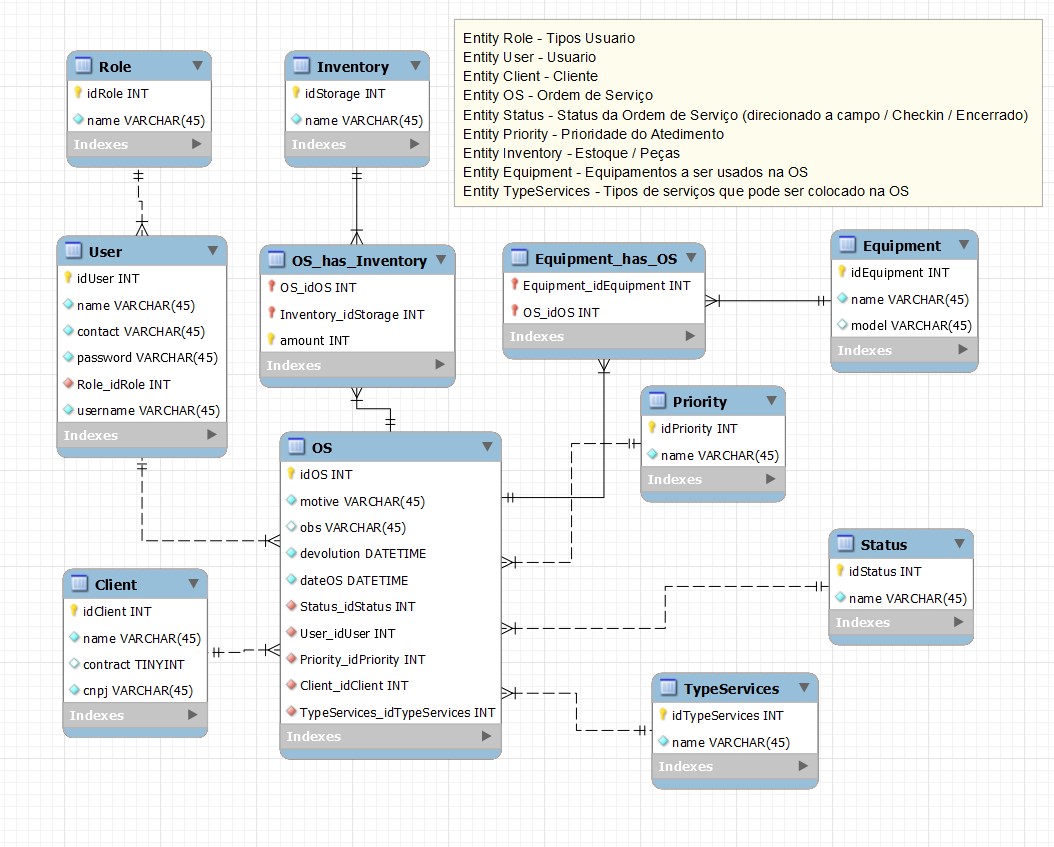 Entity Role - Tipos Usuario
Entity User - Usuario
Entity Client - Cliente
Entity OS - Ordem de Serviço
Entity Status - Status da Ordem de Serviço (direcionado a campo / Checkin / Encerrado)
Entity Priority - Prioridade do Atedimento
Entity Inventory - Estoque / Peças
Entity Equipment - Equipamentos a ser usados na OS
Entity TypeServices - Tipos de serviços que pode ser colocado na OS
Role
idRole INT
name VARCHAR(45)
Indexes
Inventory
idStorage INT
name VARCHAR(45)
Indexes
User
idUser INT
name VARCHAR(45)
contact VARCHAR(45)
password VARCHAR(45)
Role_idRole INT
username VARCHAR(45)
Indexes
OS_has_Inventory
OS_idOS INT
Inventory_idStorage INT
amount INT
Indexes
Equipment_has_OS
Equipment_idEquipment INT
OS_idOS INT
Indexes
Equipment
idEquipment INT
name VARCHAR(45)
model VARCHAR(45)
Indexes
Priority
idPriority INT
name VARCHAR(45)
Indexes
OS
idOS INT
motive VARCHAR(45)
obs VARCHAR(45)
devolution DATETIME
dateOS DATETIME
Status_idStatus INT
User_idUser INT
Priority_idPriority INT
Client_idClient INT
TypeServices_idTypeServices INT
Indexes
Status
idStatus INT
name VARCHAR(45)
Indexes
Client
idClient INT
name VARCHAR(45)
contract TINYINT
cnpj VARCHAR(45)
Indexes
TypeServices
idTypeServices INT
name VARCHAR(45)
Indexes